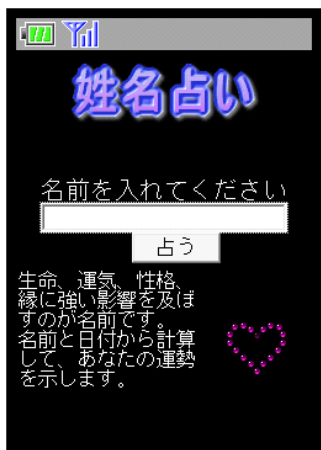 姓名占い
名前を入れてください
占う
生命、運気、性格、
縁に強い影響を及ぼ
すのが名前です。
名前と日付から計算
して、あなたの運勢
を示します。